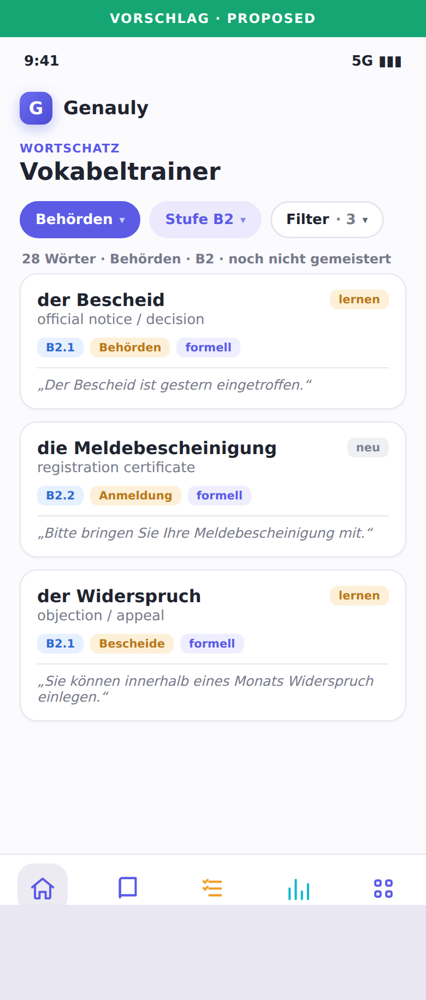 VORSCHLAG · PROPOSED
9:41
5G
G
Genauly
WORTSCHATZ
Vokabeltrainer
Behörden ▾
Stufe B2 ▾
Filter · 3 ▾
28 Wörter · Behörden · B2 · noch nicht gemeistert
der Bescheid
lernen
official notice / decision
B2.1
Behörden
formell
„Der Bescheid ist gestern eingetroffen.“
die Meldebescheinigung
neu
registration certificate
B2.2
Anmeldung
formell
„Bitte bringen Sie Ihre Meldebescheinigung mit.“
der Widerspruch
lernen
objection / appeal
B2.1
Bescheide
formell
„Sie können innerhalb eines Monats Widerspruch
einlegen.“